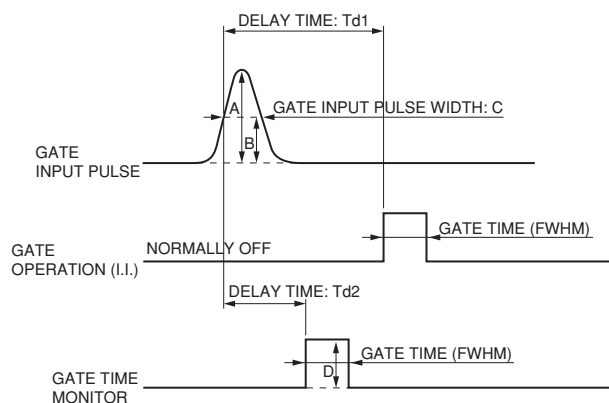 DELAY TIME: Td1
A
GATE INPUT PULSE WIDTH: C
B
GATE
INPUT PULSE
GATE TIME (FWHM)
NORMALLY OFF
GATE
OPERATION (I.I.)
DELAY TIME: Td2
GATE TIME (FWHM)
D
GATE TIME
MONITOR